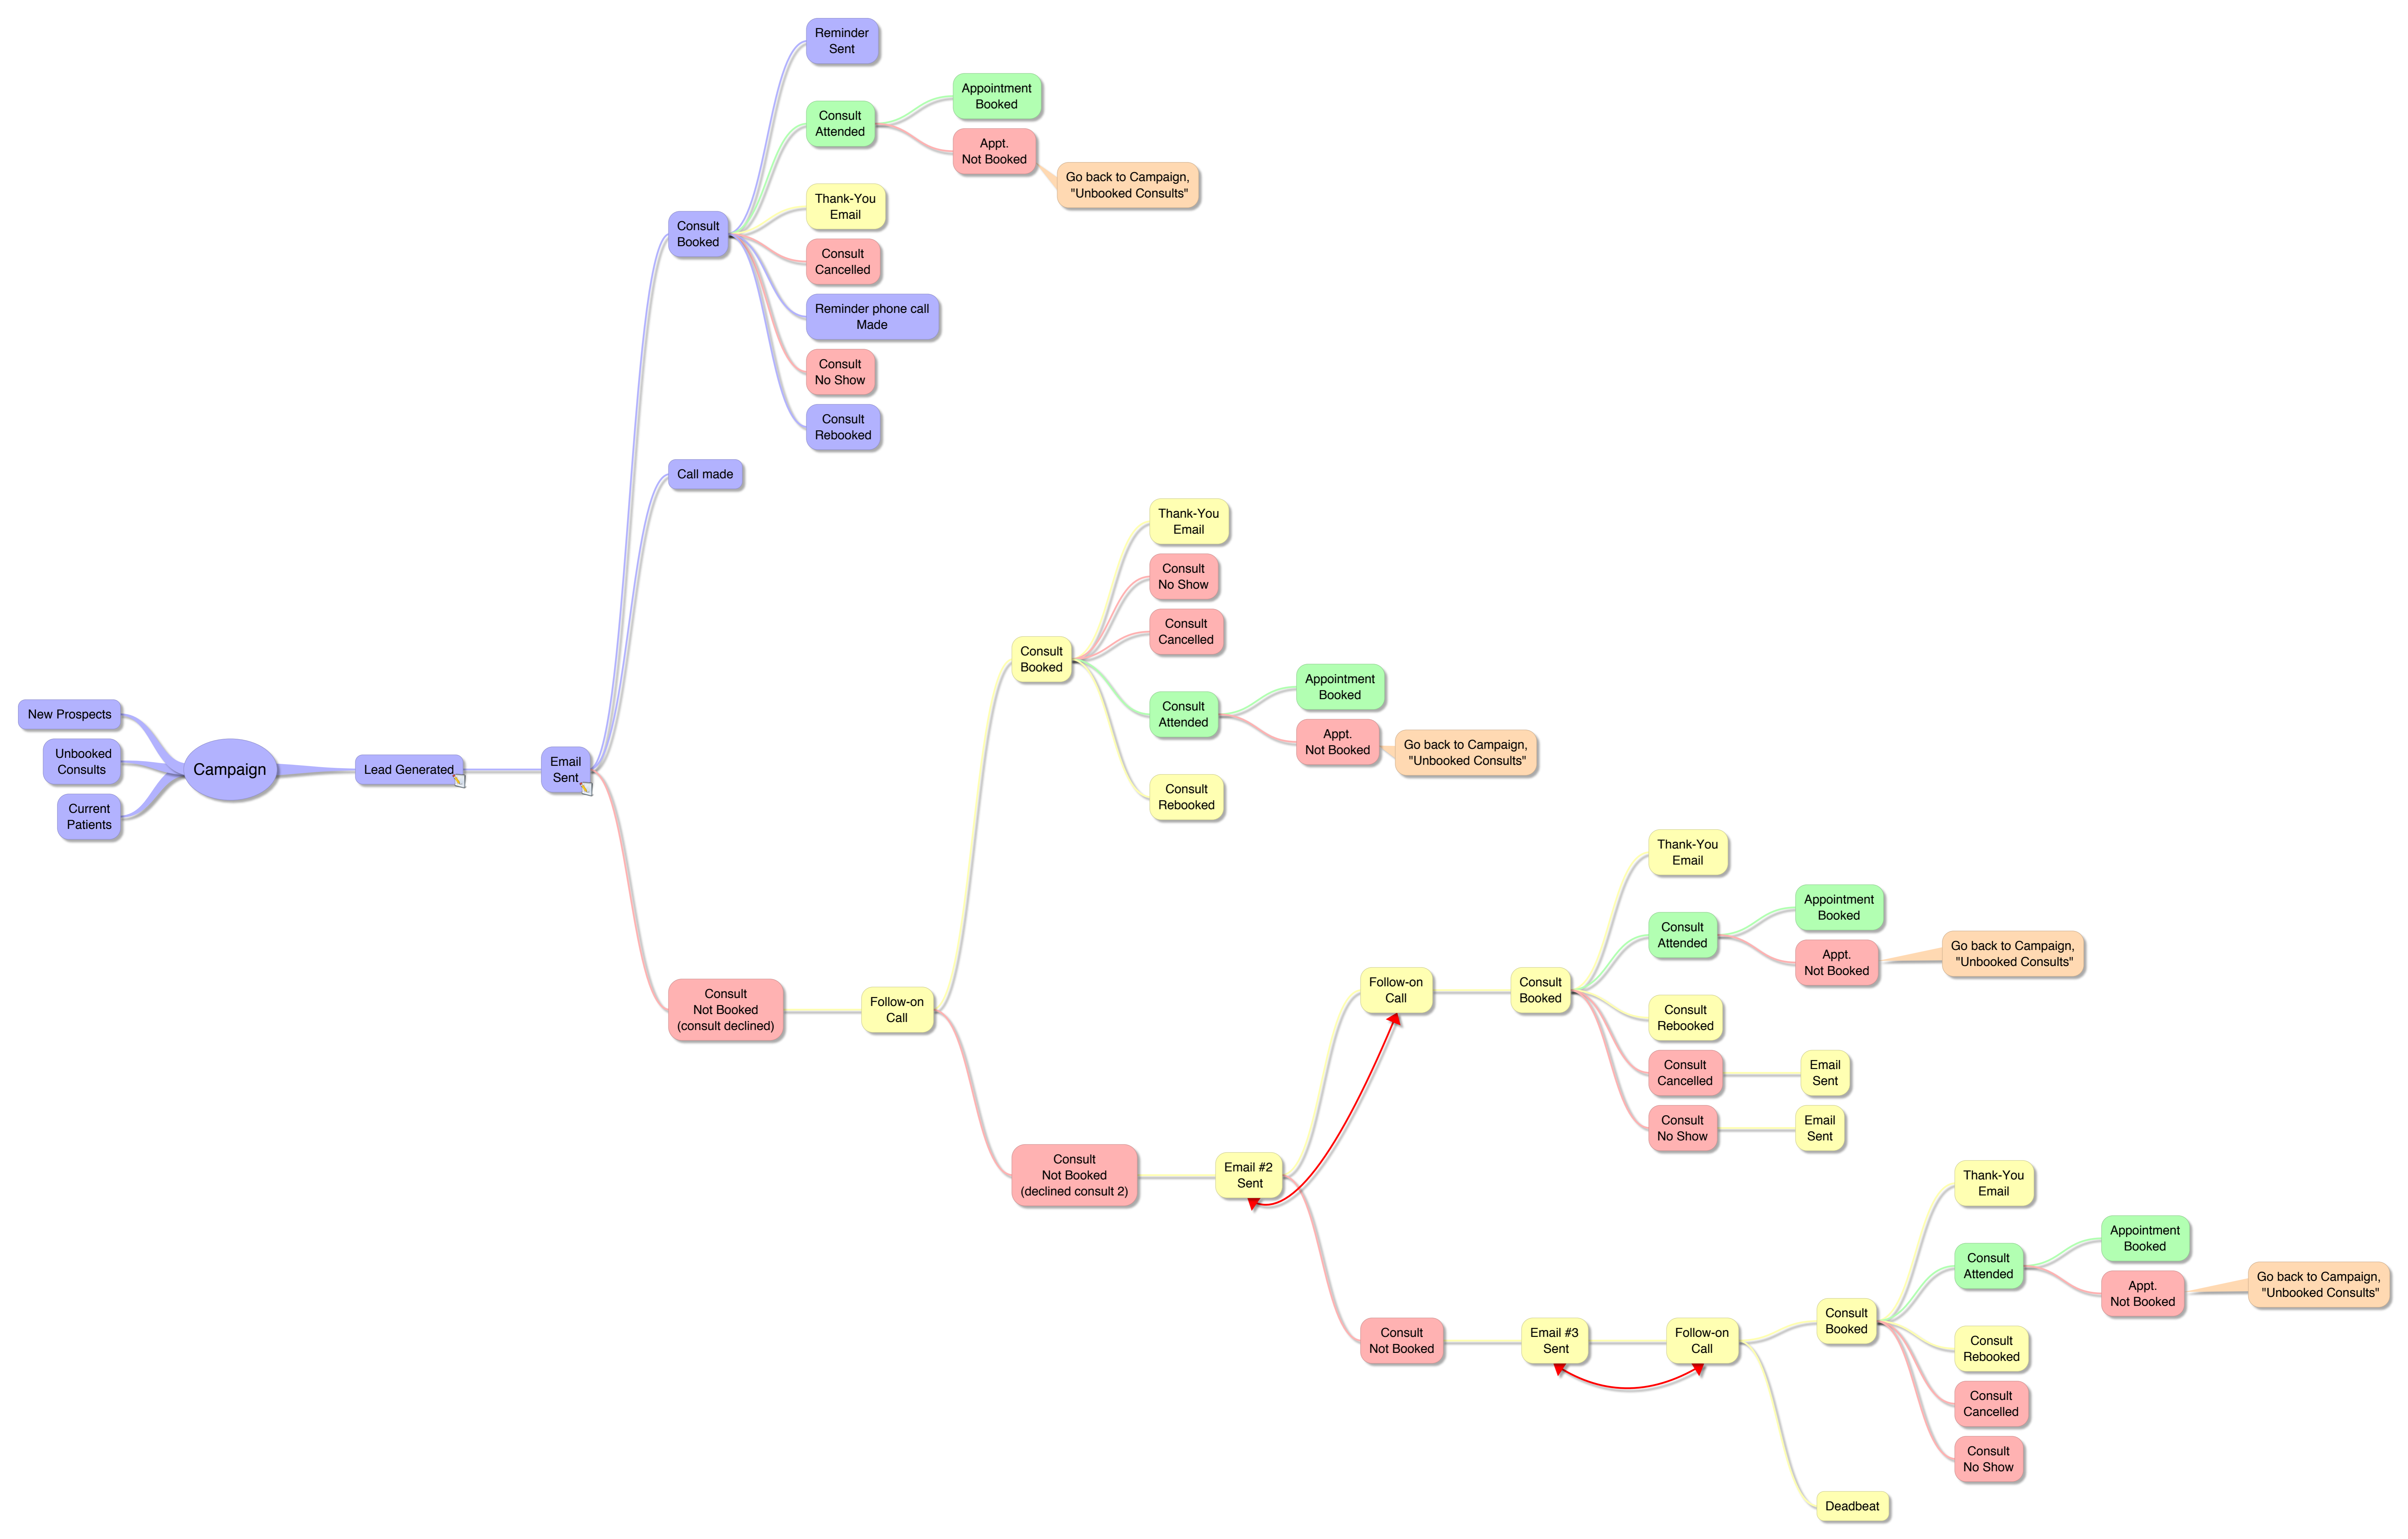 New Prospects
Unbooked
Consults
Current
Patients
Campaign
Lead Generated
Email
Sent
Consult
Booked
Reminder
Sent
Consult
Attended
Appointment
Booked
Appt.
Not Booked
Go back to Campaign,
"Unbooked Consults"
Thank-You
Email
Consult
Cancelled
Reminder phone call
Made
Consult
No Show
Consult
Rebooked
Call made
Consult
Not Booked
(consult declined)
Follow-on
Call
Consult
Booked
Thank-You
Email
Consult
No Show
Consult
Cancelled
Consult
Attended
Appointment
Booked
Appt.
Not Booked
Go back to Campaign,
"Unbooked Consults"
Consult
Rebooked
Consult
Not Booked
(declined consult 2)
Email #2
Sent
Follow-on
Call
Consult
Booked
Thank-You
Email
Consult
Attended
Appointment
Booked
Appt.
Not Booked
Go back to Campaign,
"Unbooked Consults"
Consult
Rebooked
Consult
Cancelled
Email
Sent
Consult
No Show
Email
Sent
Consult
Not Booked
Email #3
Sent
Follow-on
Call
Consult
Booked
Thank-You
Email
Consult
Attended
Appointment
Booked
Appt.
Not Booked
Go back to Campaign,
"Unbooked Consults"
Consult
Rebooked
Consult
Cancelled
Consult
No Show
Deadbeat